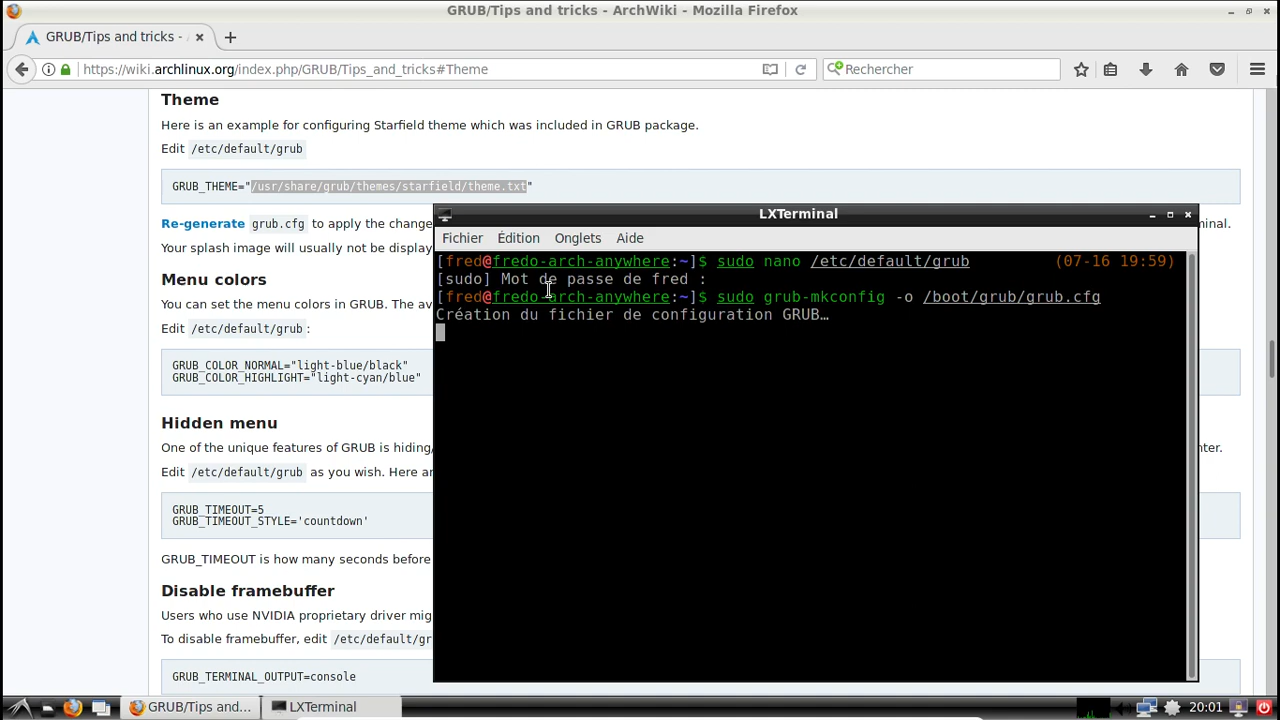 GRUB/Tips and tricks - ArchWiki - Mozilla Firefox
GRUB/Tips and tricks -
https://wiki.archlinux.org/index.php/GRUB/Tips_and_tricks#Theme
Rechercher
Theme
Here is an example for configuring Starfield theme which was included in GRUB package.
Edit /etc/default/grub
GRUB_THEME="/usr/share/grub/themes/starfield/theme.txt"
Re-generate grub.cfg to apply the change
minal.
Your splash image will usually not be display
Menu colors
You can set the menu colors in GRUB. The av
Edit /etc/default/grub:
GRUB_COLOR_NORMAL="light-blue/black"
GRUB_COLOR_HIGHLIGHT="light-cyan/blue"
Hidden menu
One of the unique features of GRUB is hiding/
nter.
Edit /etc/default/grub as you wish. Here ar
GRUB_TIMEOUT=5
GRUB_TIMEOUT_STYLE='countdown'
GRUB_TIMEOUT is how many seconds before
Disable framebuffer
Users who use NVIDIA proprietary driver mig
To disable framebuffer, edit /etc/default/gr
GRUB_TERMINAL_OUTPUT=console
LXTerminal
Fichier Édition Onglets Aide
[fred@fredo-arch-anywhere:~]$ sudo nano /etc/default/grub (07-16 19:59)
[sudo] Mot de passe de fred :
[fred@fredo-arch-anywhere:~]$ sudo grub-mkconfig -o /boot/grub/grub.cfg
Création du fichier de configuration GRUB…
GRUB/Tips and...
LXTerminal
20:01